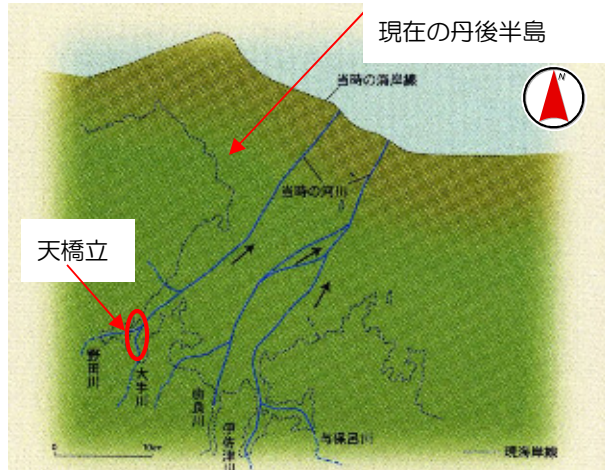 現在の丹後半島
N
当時の海岸線
当時の河川
天橋立
野田川
大手川
由良川
伊佐津川
与保呂川
0 10km
現海岸線